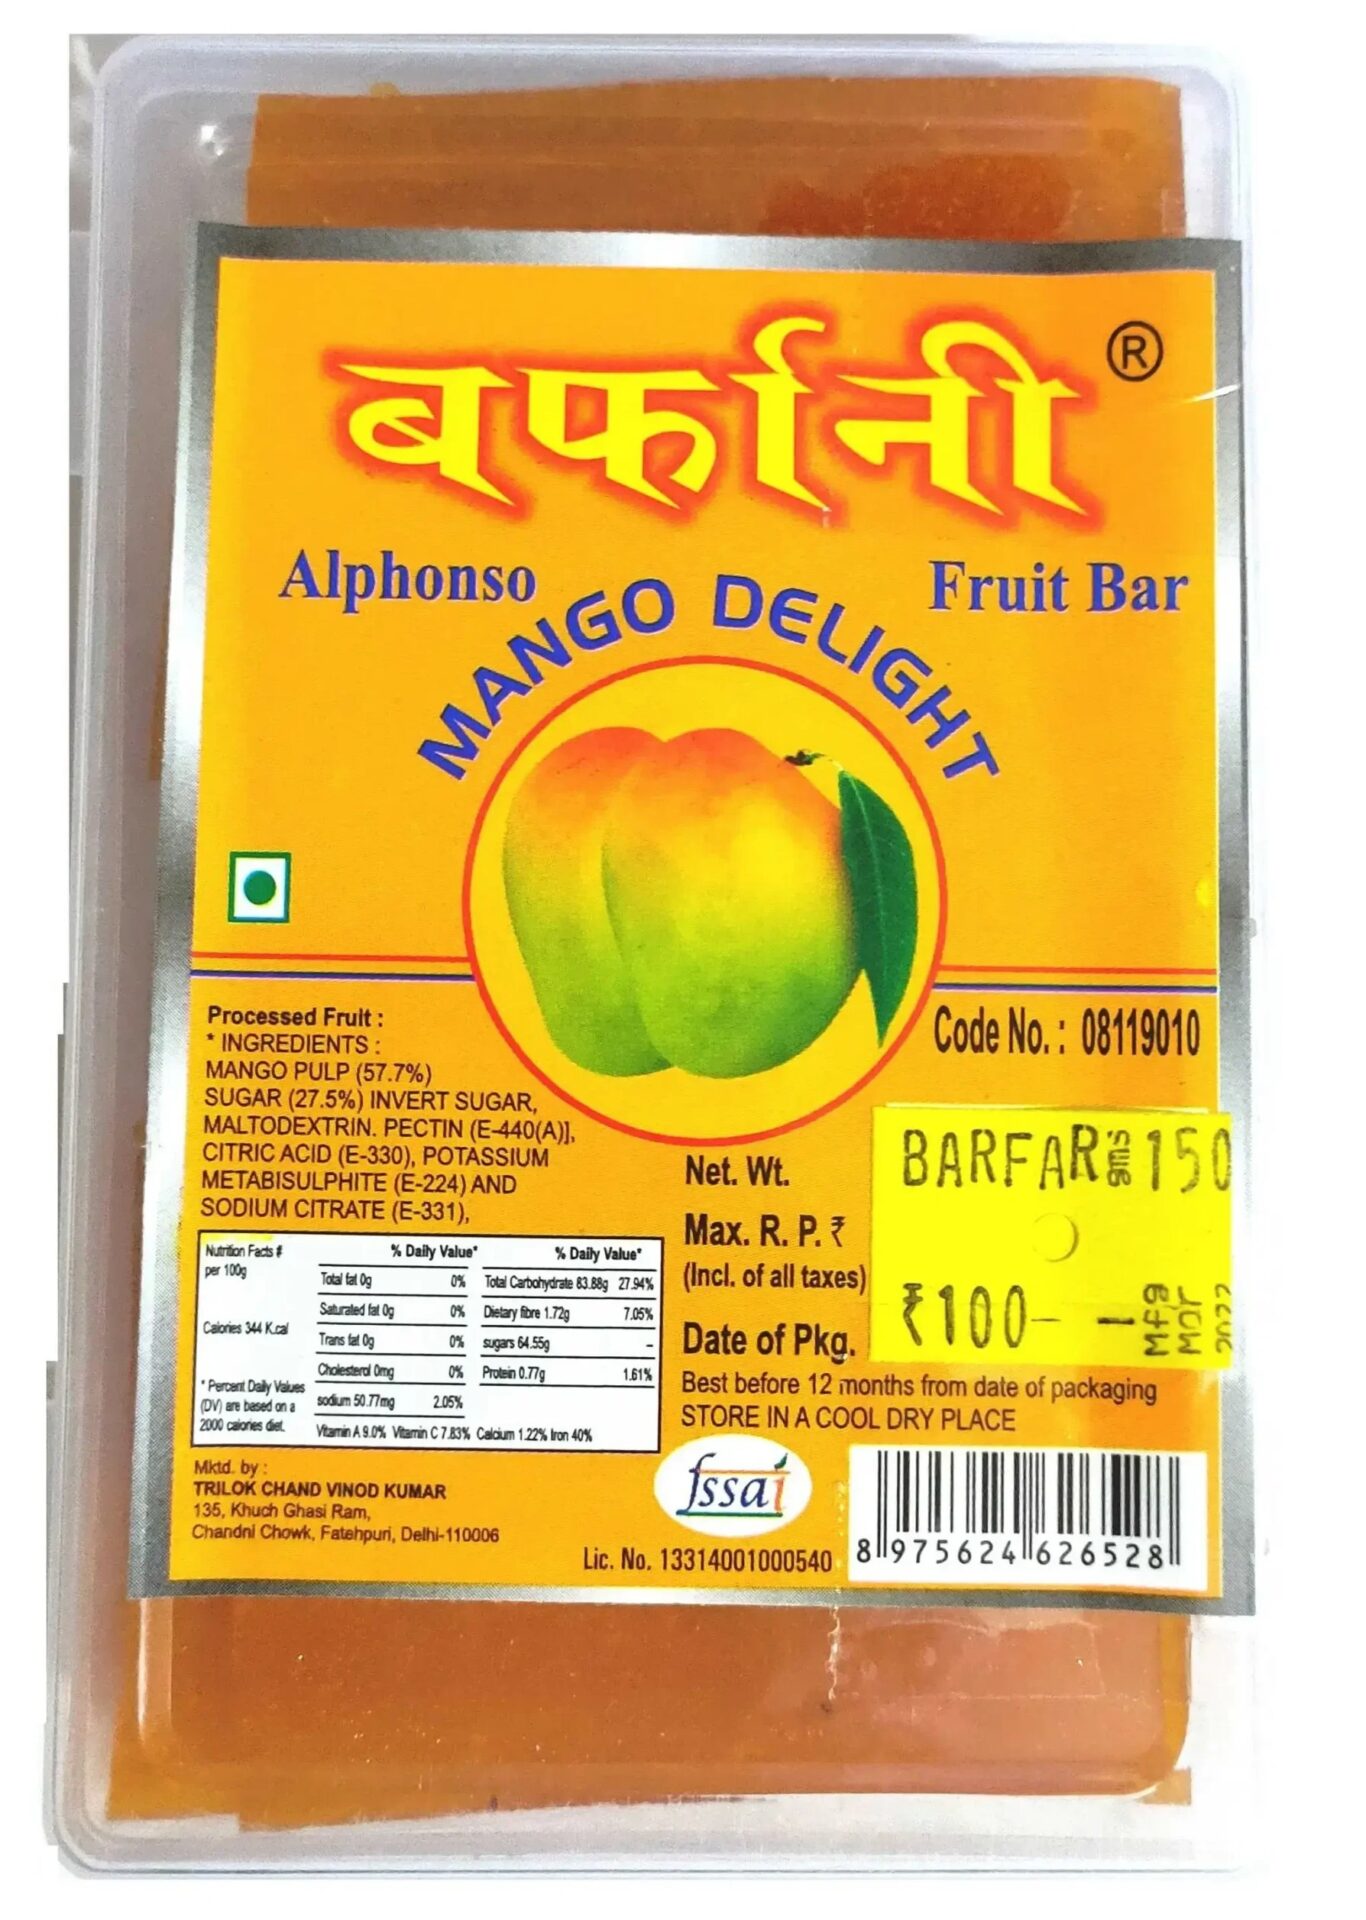 बर्फानी ®
Alphonso
Fruit Bar
MANGO DELIGHT
Processed Fruit :
* INGREDIENTS :
MANGO PULP (57.7%)
SUGAR (27.5%) INVERT SUGAR,
MALTODEXTRIN. PECTIN (E-440(A)],
CITRIC ACID (E-330), POTASSIUM
METABISULPHITE (E-224) AND
SODIUM CITRATE (E-331),
Code No. : 08119010
Net. Wt.
Max. R. P. ₹
(Incl. of all taxes)
Date of Pkg.
BARFAR gms 150
₹100- -
Mfg
Mar
2022
Best before 12 months from date of packaging
STORE IN A COOL DRY PLACE
Nutrition Facts #
per 100g
Calories 344 K.cal
* Percent Daily Values
(DV) are based on a
2000 calories diet.
% Daily Value* % Daily Value*
Total fat 0g 0% Total Carbohydrate 83.88g 27.94%
Saturated fat 0g 0% Dietary fibre 1.72g 7.05%
Trans fat 0g 0% sugars 64.55g –
Cholesterol 0mg 0% Protein 0.77g 1.61%
sodium 50.77mg 2.05%
Vitamin A 9.0% Vitamin C 7.83% Calcium 1.22% Iron 40%
Mktd. by :
TRILOK CHAND VINOD KUMAR
135, Khuch Ghasi Ram,
Chandni Chowk, Fatehpuri, Delhi-110006
fssai
Lic. No. 13314001000540
8 975624 626528